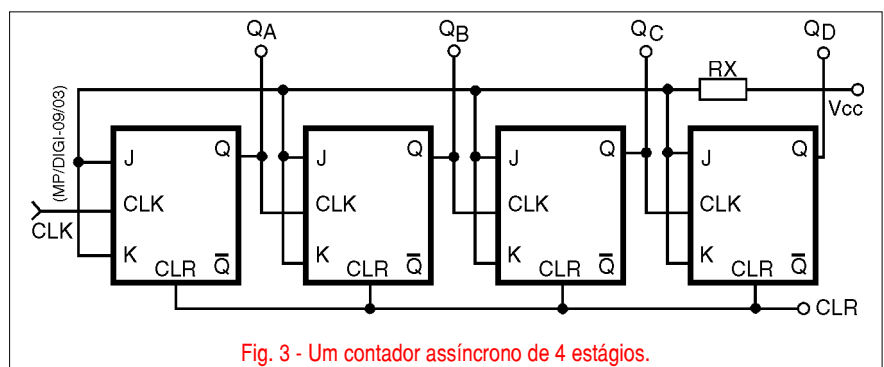 QA QB QC QD
RX
Vcc
(MP/DIGI-09/03)
J Q J Q J Q J Q
CLK CLK CLK CLK
CLK
K Q̅ K Q̅ K Q̅ K Q̅
CLR CLR CLR CLR
CLR
Fig. 3 - Um contador assíncrono de 4 estágios.